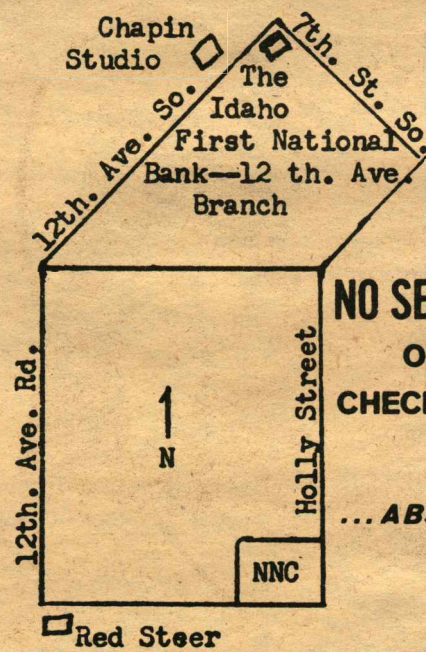 Chapin
Studio
7th. St. So.
12th. Ave. So.
The
Idaho
First National
Bank—12 th. Ave.
Branch
12th. Ave. Rd.
N
Holly Street
NNC
Red Steer
NO SE
O
CHEC
...ABS